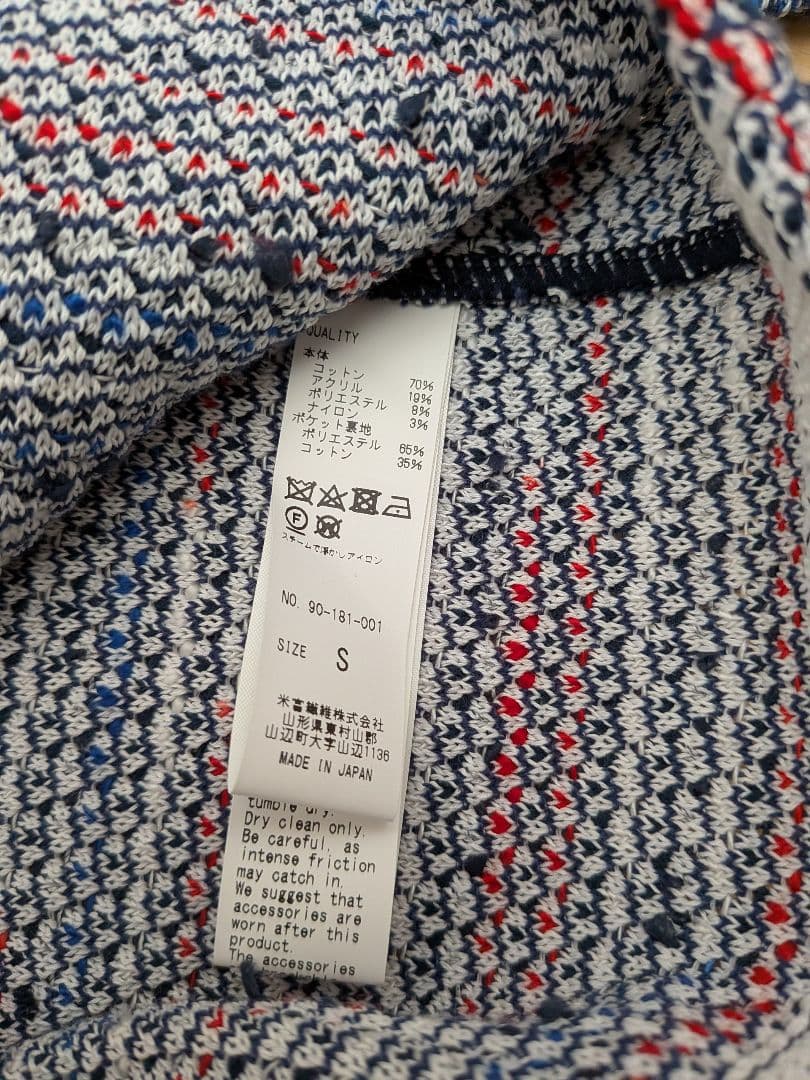 QUALITY
本体
コットン 70%
アクリル 19%
ポリエステル 8%
ナイロン 3%
ポケット裏地
ポリエステル 65%
コットン 35%
F W
スチームで浮かしアイロン
NO. 90-181-001
SIZE S
米富繊維株式会社
山形県東村山郡
山辺町大字山辺1136
MADE IN JAPAN
tumble dry.
Dry clean only.
Be careful, as
intense friction
may catch in.
We suggest that
accessories are
worn after this
product.
The accessories